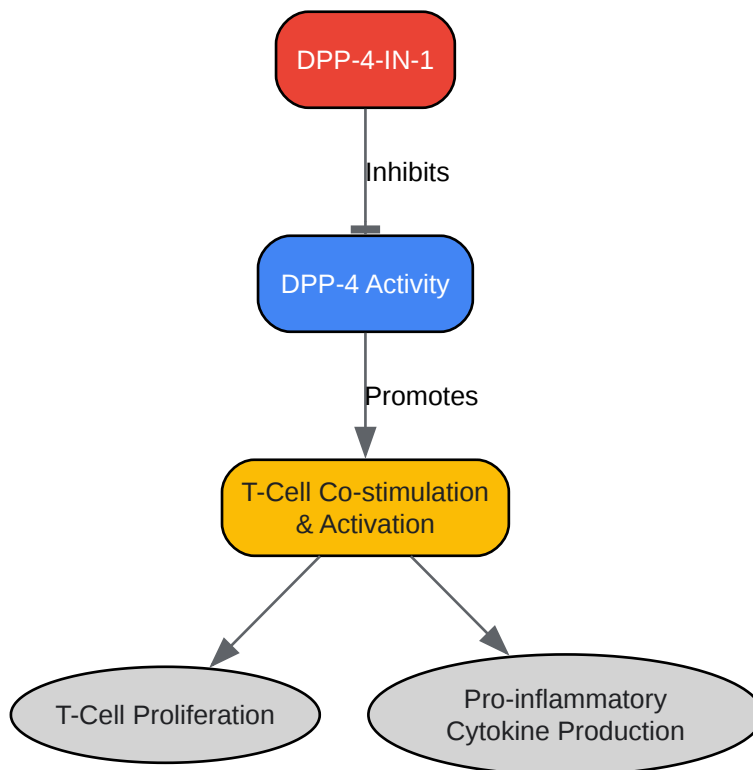 DPP-4-IN-1
Inhibits
DPP-4 Activity
Promotes
T-Cell Co-stimulation
& Activation
T-Cell Proliferation
Pro-inflammatory
Cytokine Production